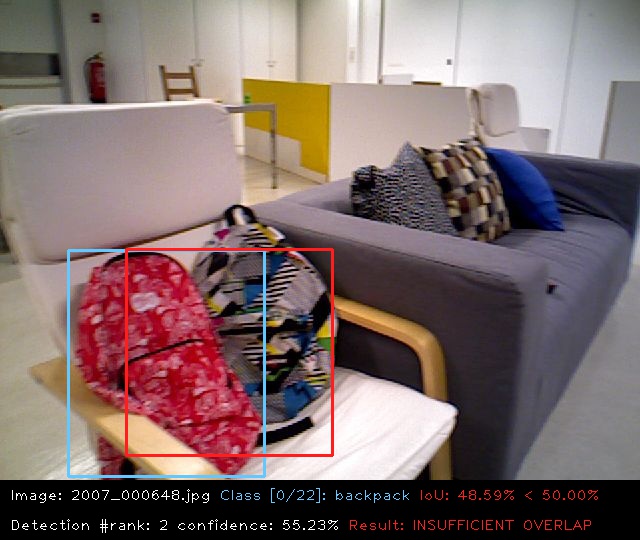 Image: 2007_000648.jpg Class [0/22]: backpack IoU: 48.59% < 50.00%
Detection #rank: 2 confidence: 55.23% Result: INSUFFICIENT OVERLAP